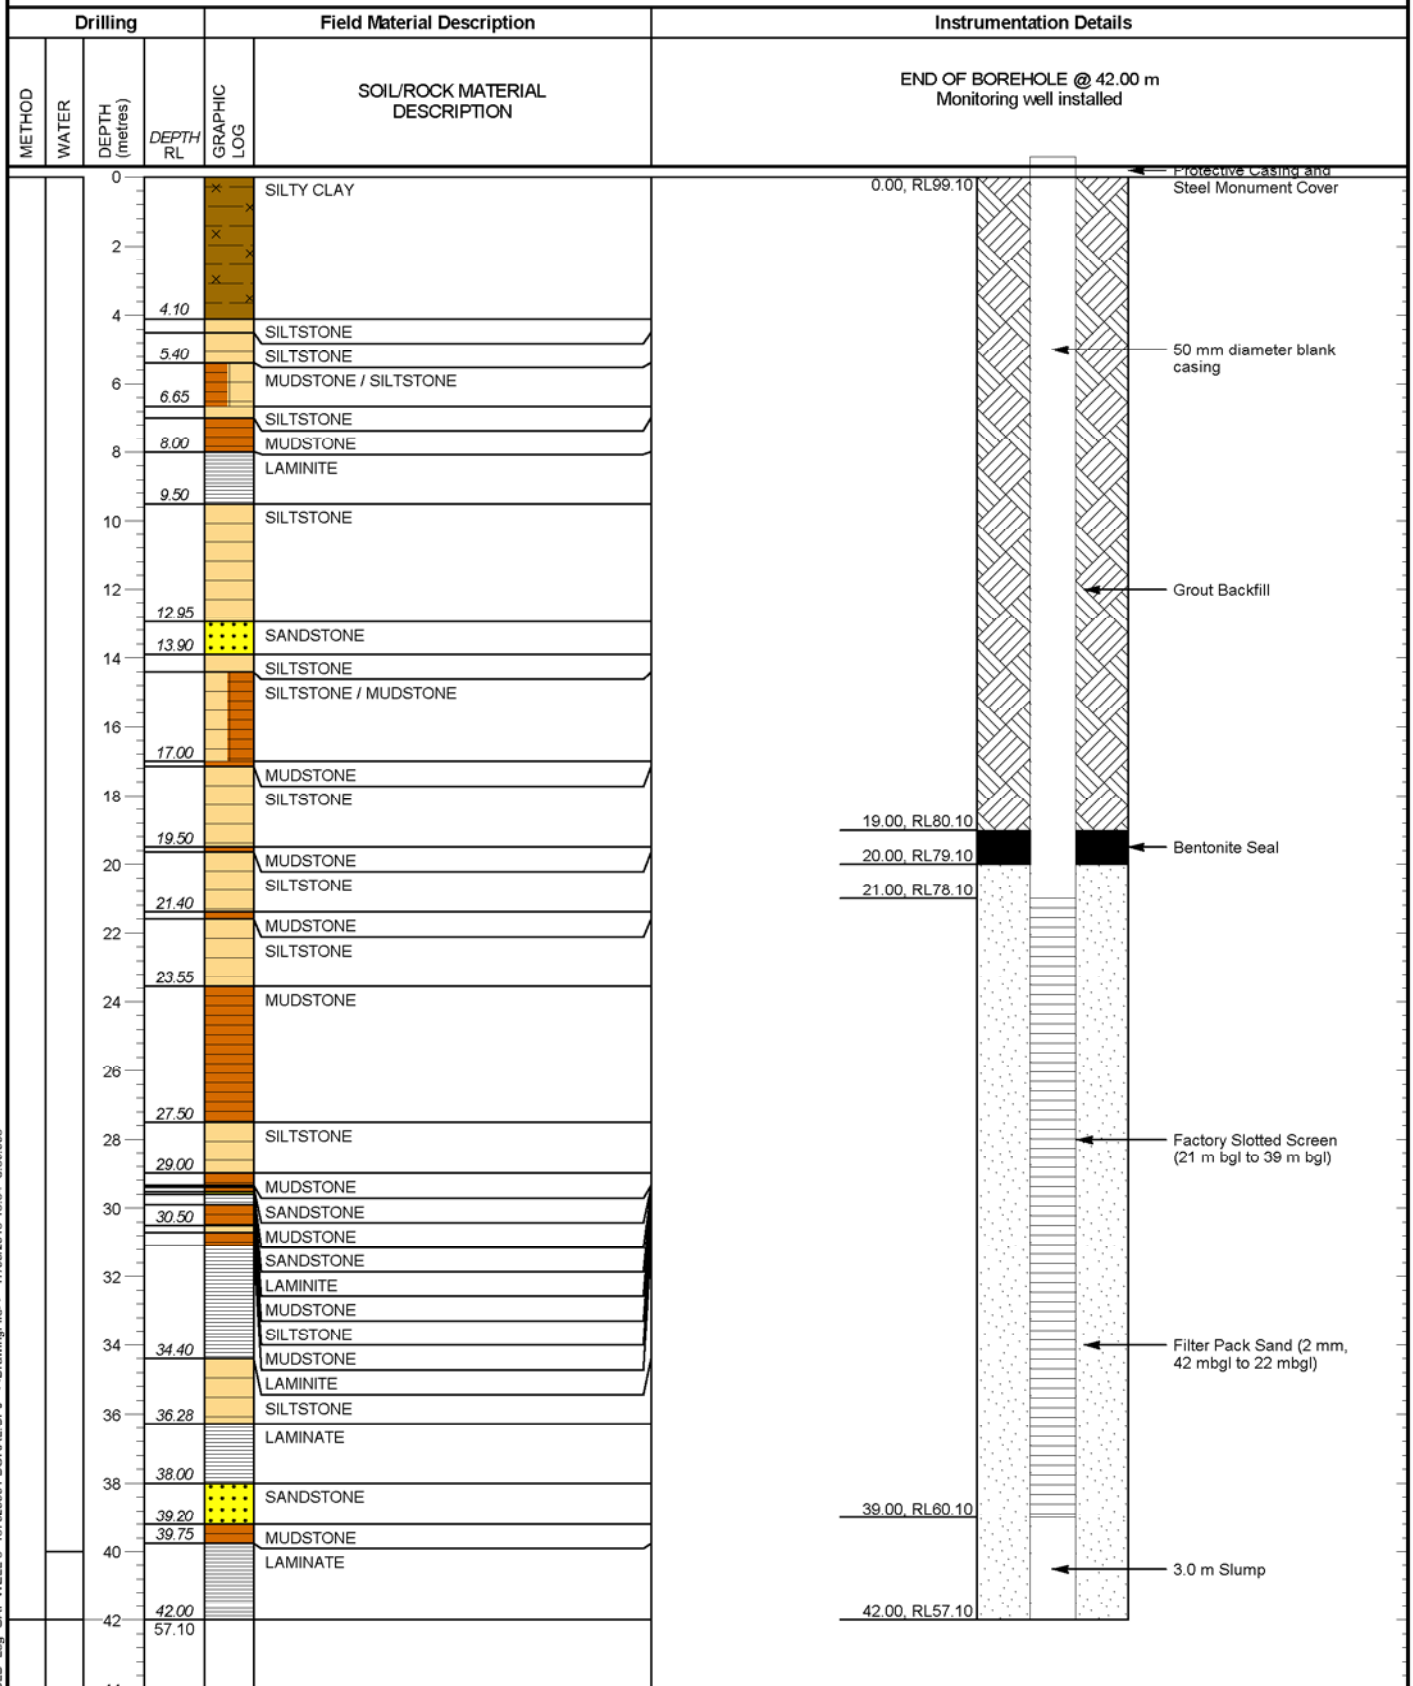 Drilling
Field Material Description
Instrumentation Details
METHOD
WATER
DEPTH
(metres)
DEPTH
RL
GRAPHIC
LOG
SOIL/ROCK MATERIAL
DESCRIPTION
END OF BOREHOLE @ 42.00 m
Monitoring well installed
0
SILTY CLAY
0.00, RL99.10
Protective Casing and
Steel Monument Cover
2
4.10
4
SILTSTONE
5.40
SILTSTONE
50 mm diameter blank
casing
6
MUDSTONE / SILTSTONE
6.65
SILTSTONE
8.00
MUDSTONE
8
LAMINITE
9.50
10
SILTSTONE
12
Grout Backfill
12.95
SANDSTONE
13.90
14
SILTSTONE
SILTSTONE / MUDSTONE
16
17.00
MUDSTONE
18
SILTSTONE
19.00, RL80.10
19.50
Bentonite Seal
20
MUDSTONE
20.00, RL79.10
SILTSTONE
21.00, RL78.10
21.40
MUDSTONE
22
SILTSTONE
23.55
24
MUDSTONE
26
27.50
28
SILTSTONE
Factory Slotted Screen
(21 m bgl to 39 m bgl)
29.00
MUDSTONE
30
SANDSTONE
30.50
MUDSTONE
SANDSTONE
32
LAMINITE
MUDSTONE
SILTSTONE
34
34.40
MUDSTONE
Filter Pack Sand (2 mm,
42 mbgl to 22 mbgl)
LAMINITE
36
36.28
SILTSTONE
LAMINATE
38.00
38
SANDSTONE
39.20
39.00, RL60.10
39.75
MUDSTONE
40
LAMINATE
3.0 m Slump
42.00
42
57.10
42.00, RL57.10